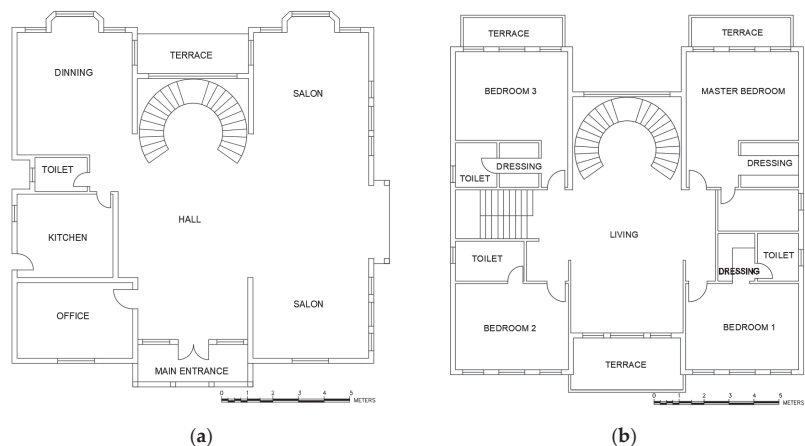 TERRACE
DINNING
SALON
TOILET
HALL
KITCHEN
OFFICE
SALON
MAIN ENTRANCE
0 1 2 3 4 5
METERS
(a)
TERRACE
TERRACE
BEDROOM 3
MASTER BEDROOM
DRESSING
DRESSING
TOILET
LIVING
TOILET
TOILET
DRESSING
BEDROOM 2
BEDROOM 1
TERRACE
0 1 2 3 4 5
METERS
(b)